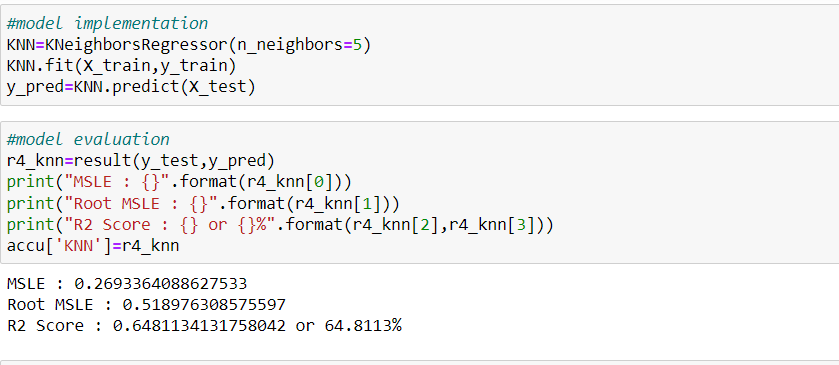 #model implementation
KNN=KNeighborsRegressor(n_neighbors=5)
KNN.fit(X_train,y_train)
y_pred=KNN.predict(X_test)
#model evaluation
r4_knn=result(y_test,y_pred)
print("MSLE : {}".format(r4_knn[0]))
print("Root MSLE : {}".format(r4_knn[1]))
print("R2 Score : {} or {}%".format(r4_knn[2],r4_knn[3]))
accu['KNN']=r4_knn
MSLE : 0.2693364088627533
Root MSLE : 0.518976308575597
R2 Score : 0.6481134131758042 or 64.8113%